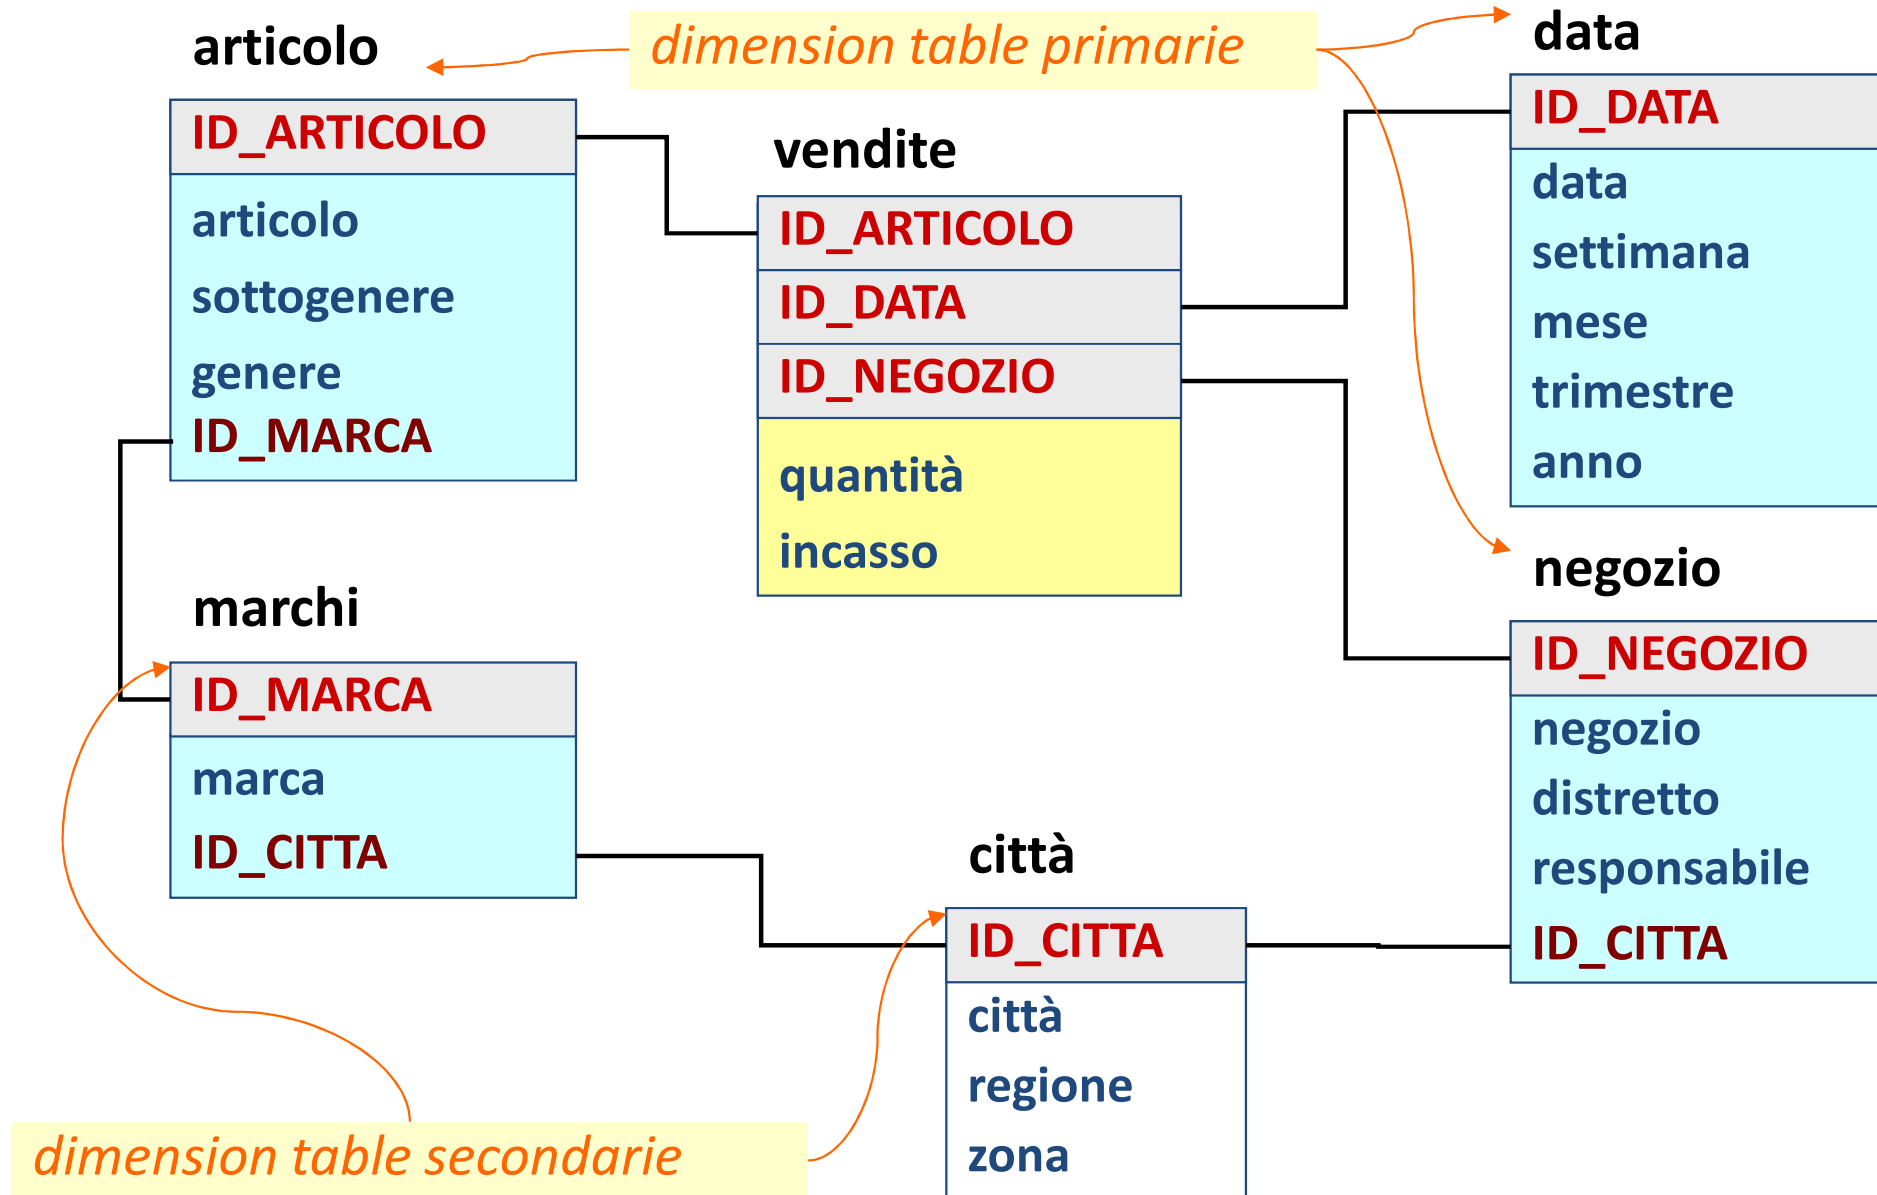 articolo
dimension table primarie
data
ID_ARTICOLO
articolo
sottogenere
genere
ID_MARCA
vendite
ID_ARTICOLO
ID_DATA
ID_NEGOZIO
quantità
incasso
ID_DATA
data
settimana
mese
trimestre
anno
marchi
ID_MARCA
marca
ID_CITTA
negozio
ID_NEGOZIO
negozio
distretto
responsabile
ID_CITTA
città
ID_CITTA
città
regione
zona
dimension table secondarie